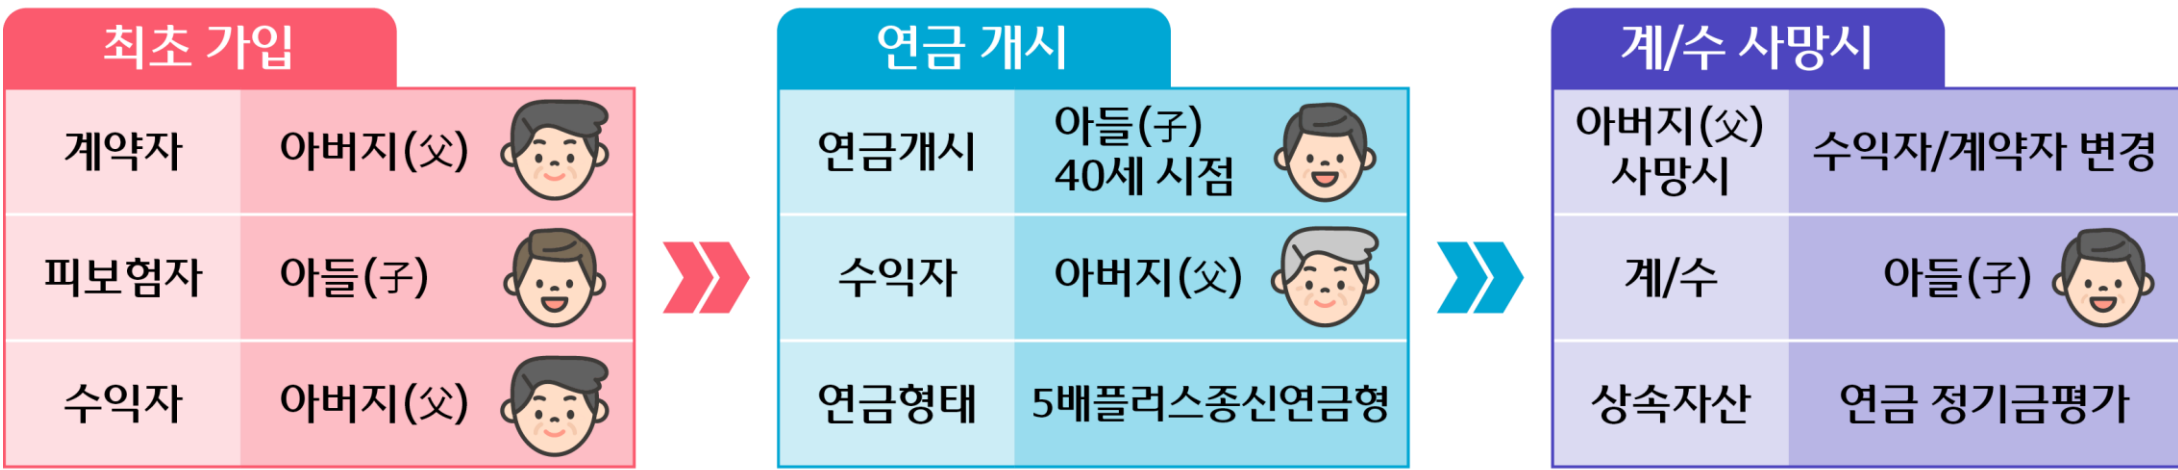 최초 가입
계약자 아버지(父)
피보험자 아들(子)
수익자 아버지(父)
연금 개시
연금개시 아들(子)
40세 시점
수익자 아버지(父)
연금형태 5배플러스종신연금형
계/수 사망시
아버지(父)
사망시 수익자/계약자 변경
계/수 아들(子)
상속자산 연금 정기금평가